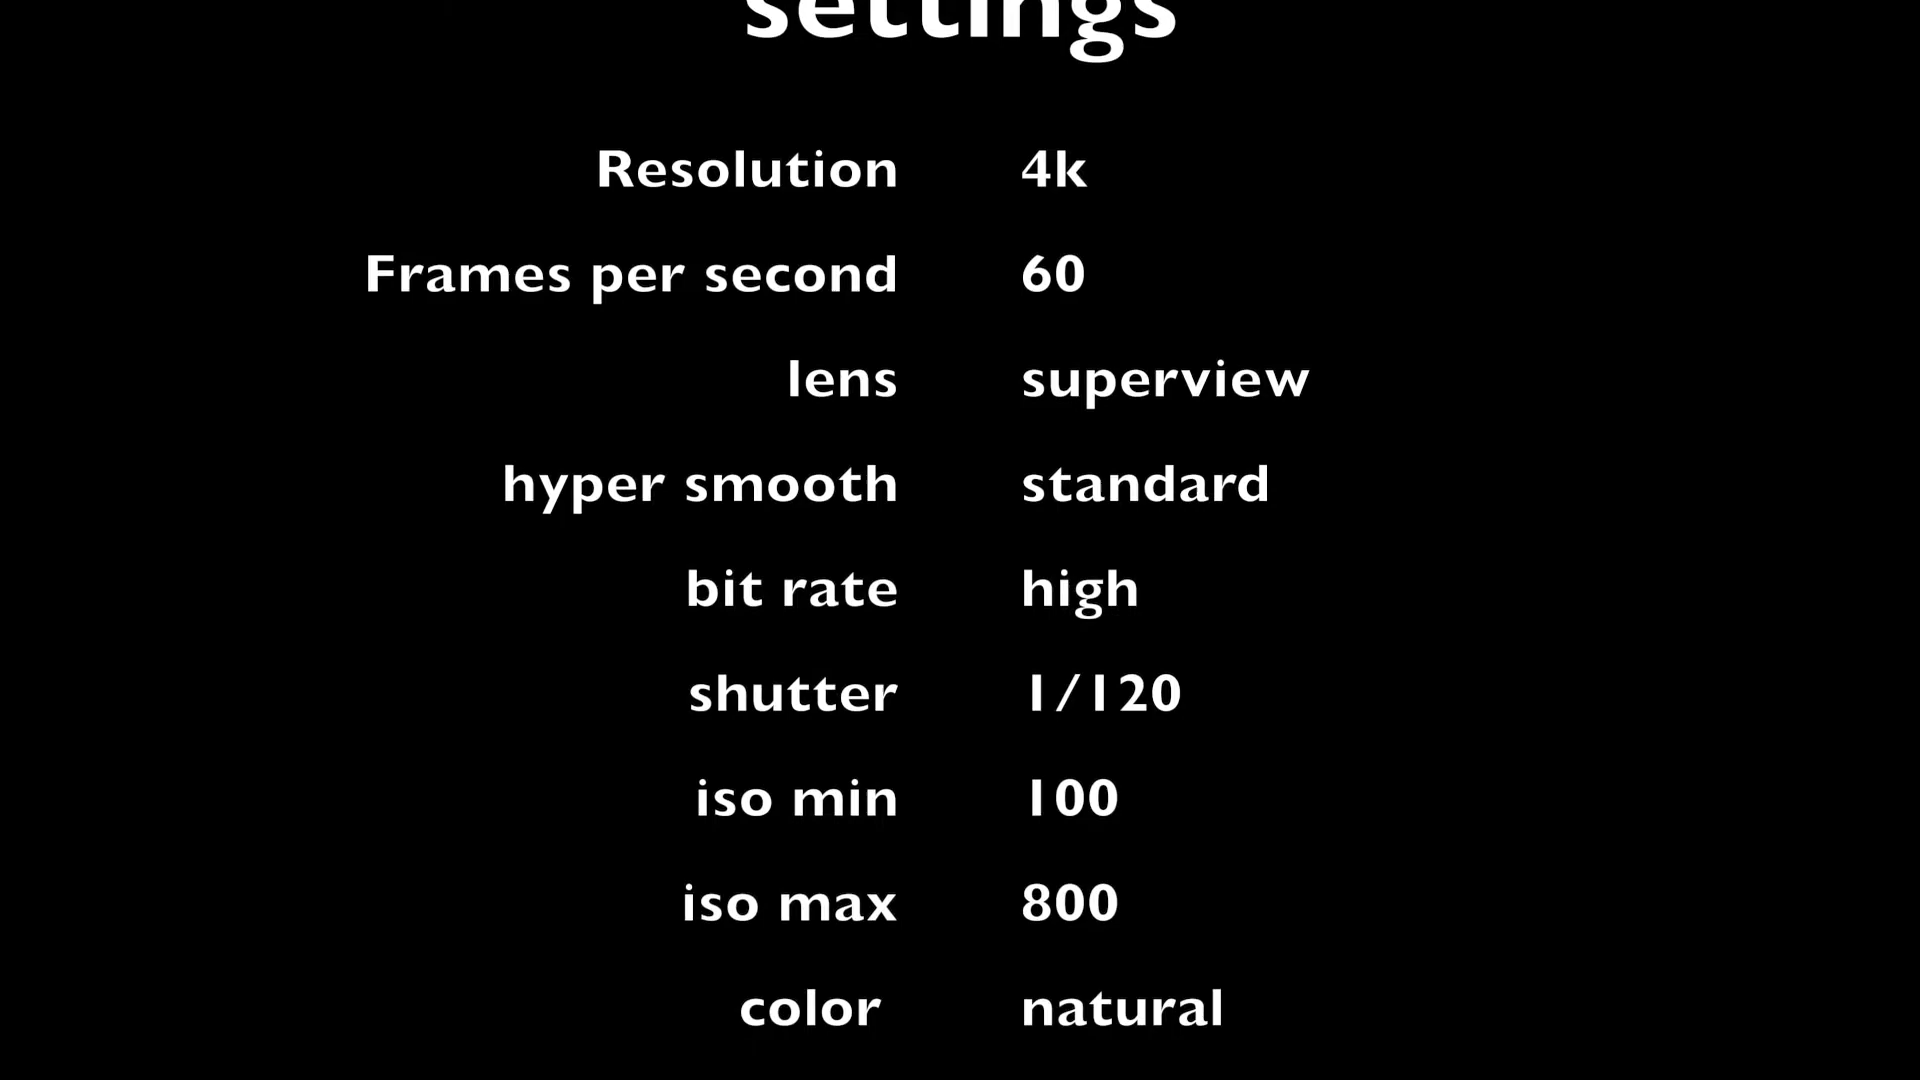 settings
Resolution 4k
Frames per second 60
lens superview
hyper smooth standard
bit rate high
shutter 1/120
iso min 100
iso max 800
color natural